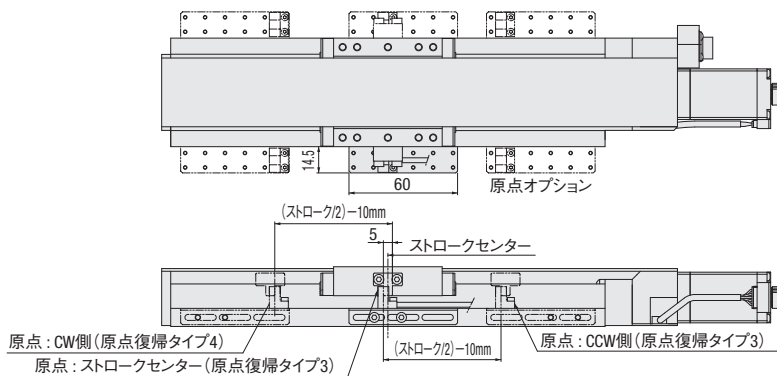 14.5
60
原点オプション
(ストローク/2)−10mm
5
ストロークセンター
原点：CW側(原点復帰タイプ4)
原点：CCW側(原点復帰タイプ3)
(ストローク/2)−10mm
原点：ストロークセンター(原点復帰タイプ3)